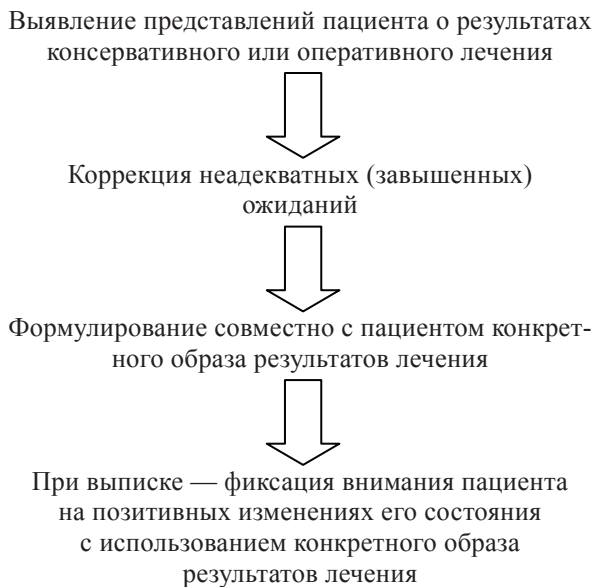 Выявление представлений пациента о результатах
консервативного или оперативного лечения
Коррекция неадекватных (завышенных)
ожиданий
Формулирование совместно с пациентом конкрет-
ного образа результатов лечения
При выписке — фиксация внимания пациента
на позитивных изменениях его состояния
с использованием конкретного образа
результатов лечения